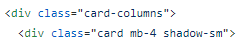 <div class="card-columns">
<div class="card mb-4 shadow-sm">